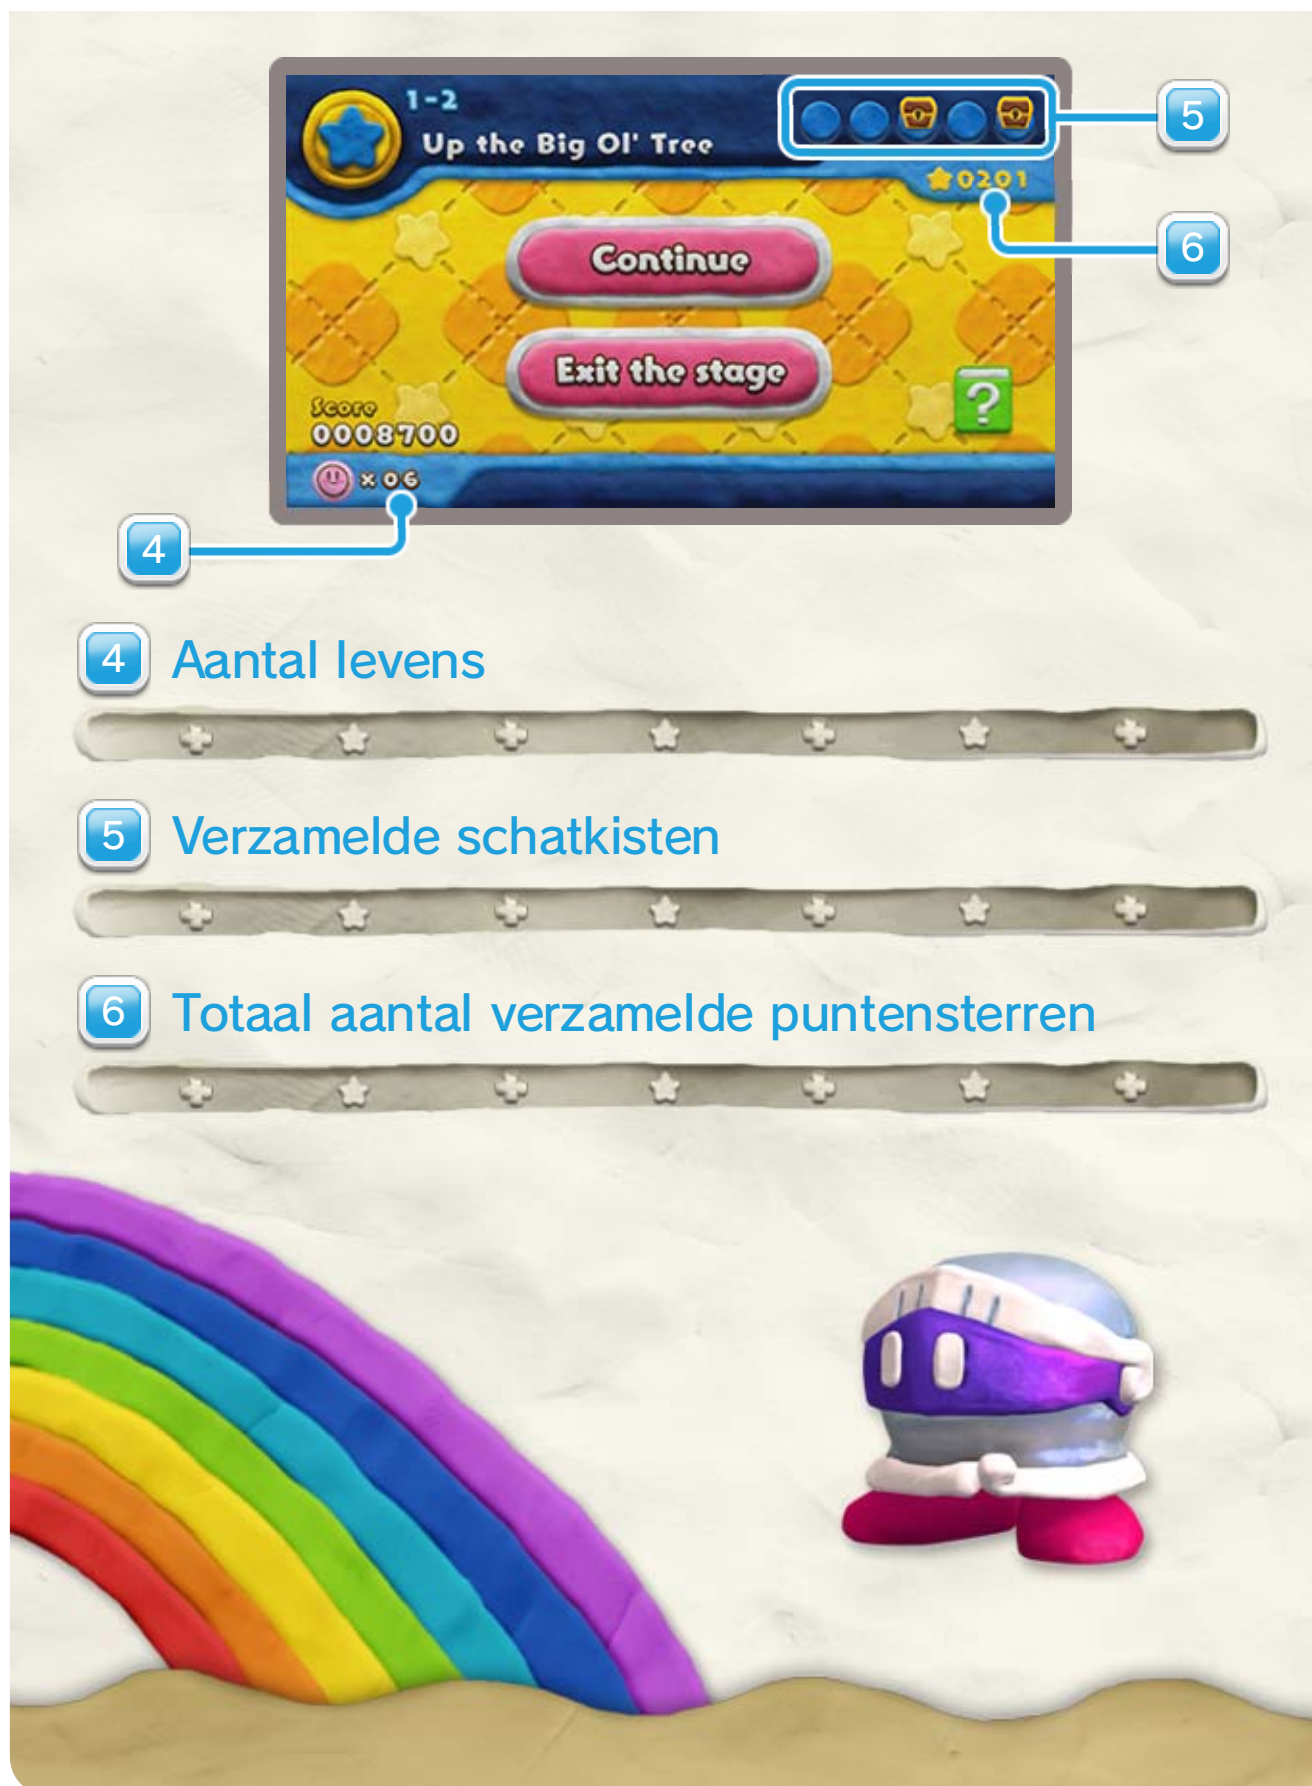 1-2
Up the Big Ol' Tree
5
0201
6
Continue
Exit the stage
?
Score
0008700
× 06
4
4 Aantal levens
5 Verzamelde schatkisten
6 Totaal aantal verzamelde puntensterren